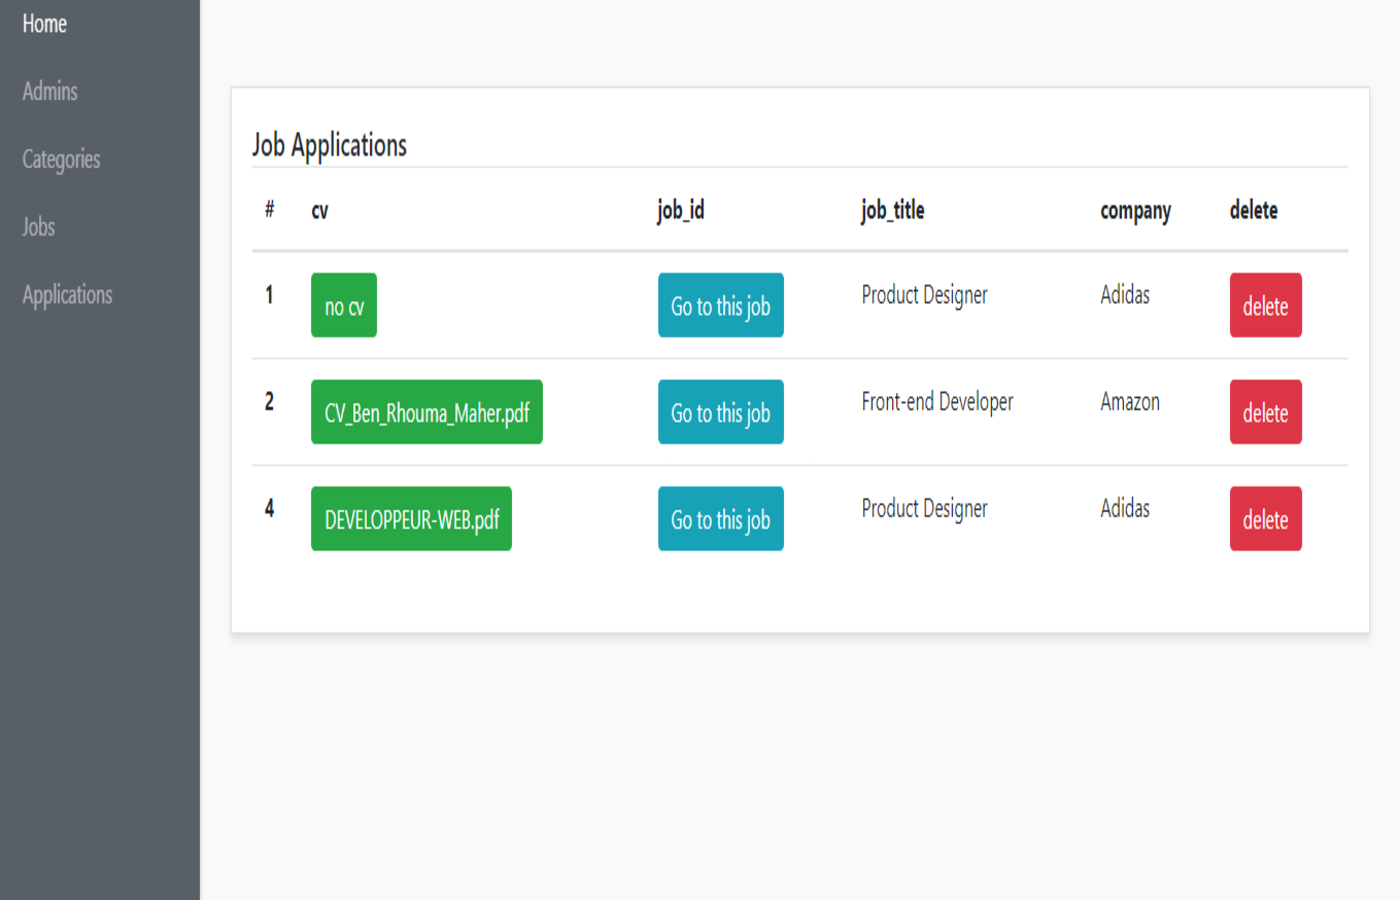 Home
Admins
Categories
Jobs
Applications
Job Applications
# cv job_id job_title company delete
1 no cv Go to this job Product Designer Adidas delete
2 CV_Ben_Rhouma_Maher.pdf Go to this job Front-end Developer Amazon delete
4 DEVELOPPEUR-WEB.pdf Go to this job Product Designer Adidas delete